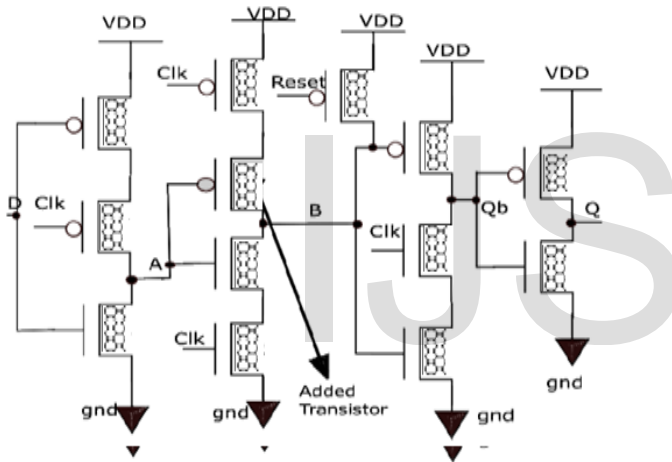 VDD
VDD
VDD
VDD
VDD
Clk
Reset
D
Clk
A
B
Clk
Qb
Q
Clk
Added
Transistor
gnd
gnd
gnd
gnd
IJS